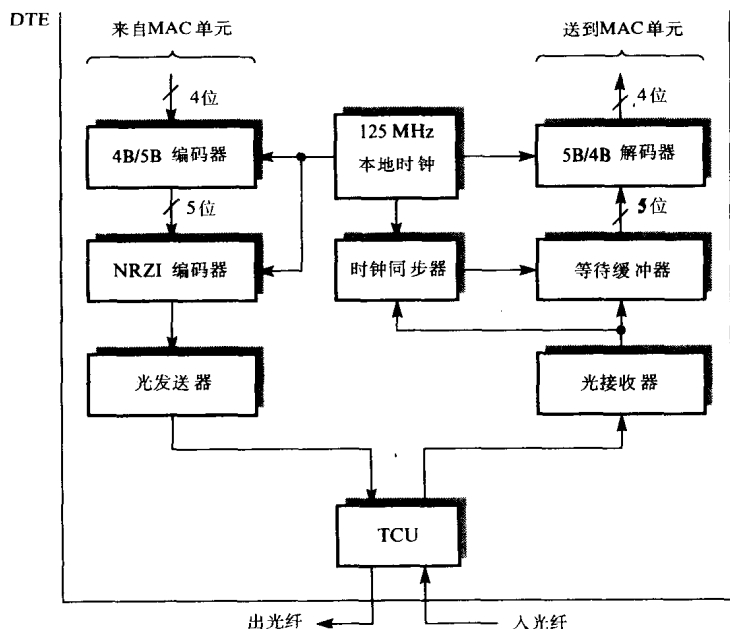 DTE
来自MAC单元
送到MAC单元
4位
4位
4B/5B 编码器
125 MHz
本地时钟
5B/4B 解码器
5位
5位
NRZI 编码器
时钟同步器
等待缓冲器
光发送器
光接收器
TCU
出光纤
入光纤